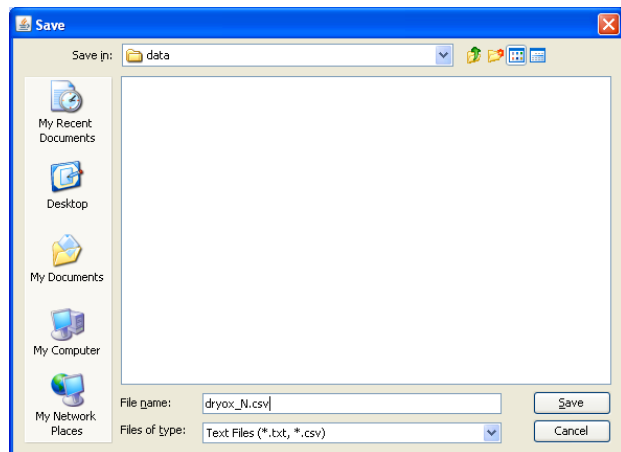 Save
Save in: data
My Recent
Documents
Desktop
My Documents
My Computer
My Network
Places
File name: dryox_N.csv Save
Files of type: Text Files (*.txt, *.csv) Cancel